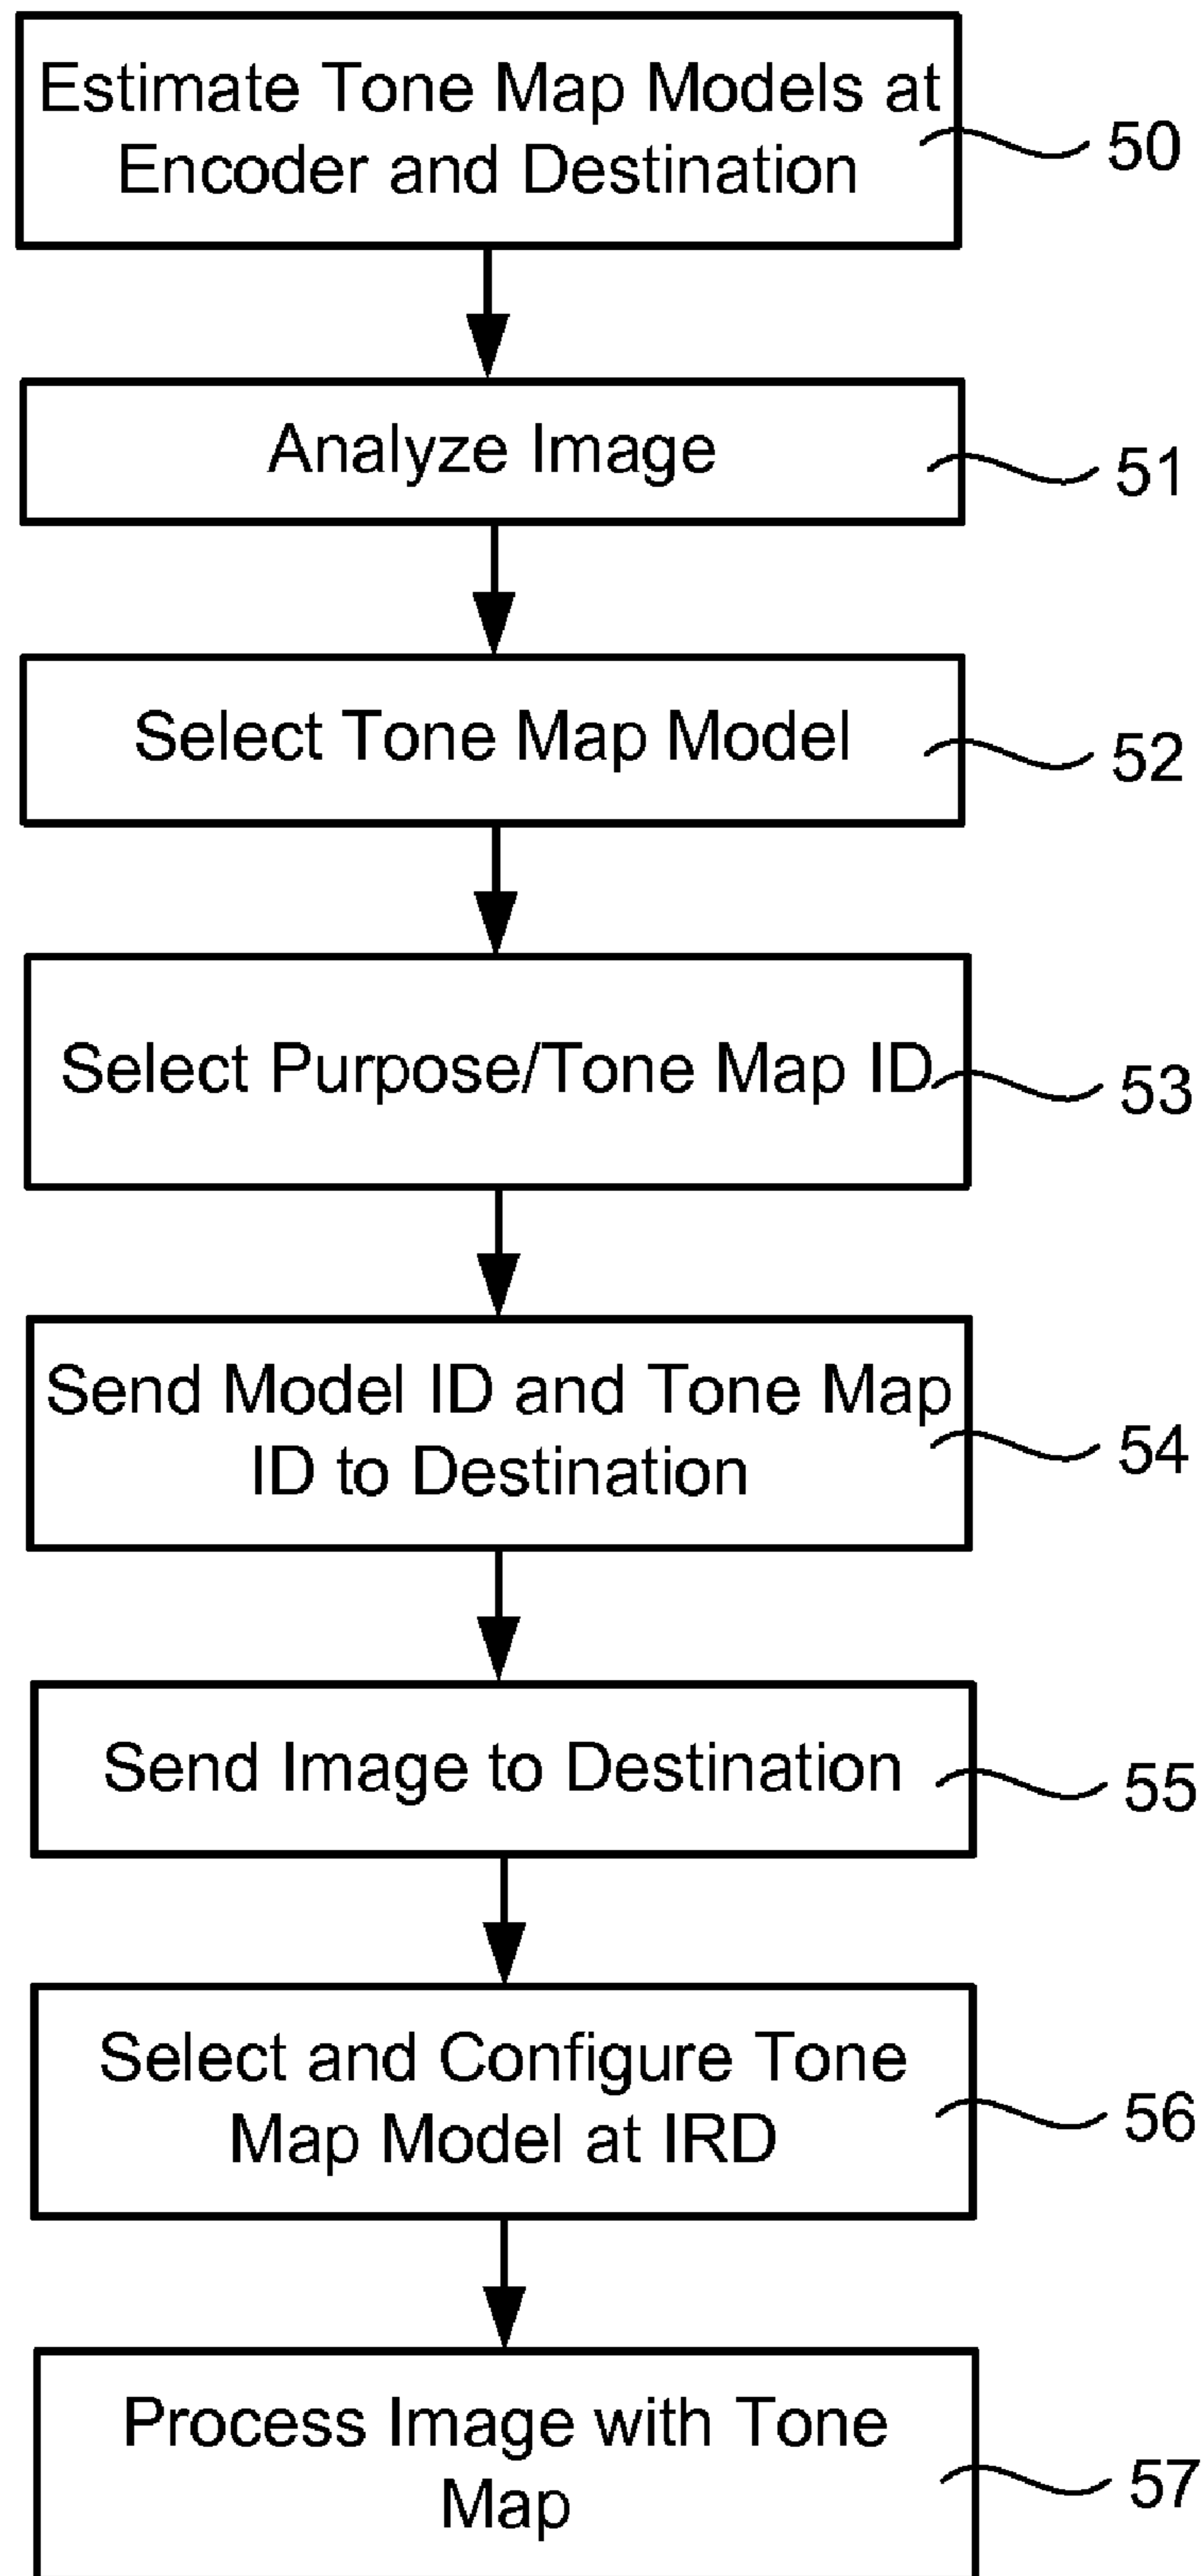 Estimate Tone Map Models at
Encoder and Destination
50
Analyze Image
51
Select Tone Map Model
52
Select Purpose/Tone Map ID
53
Send Model ID and Tone Map
ID to Destination
54
Send Image to Destination
55
Select and Configure Tone
Map Model at IRD
56
Process Image with Tone
Map
57